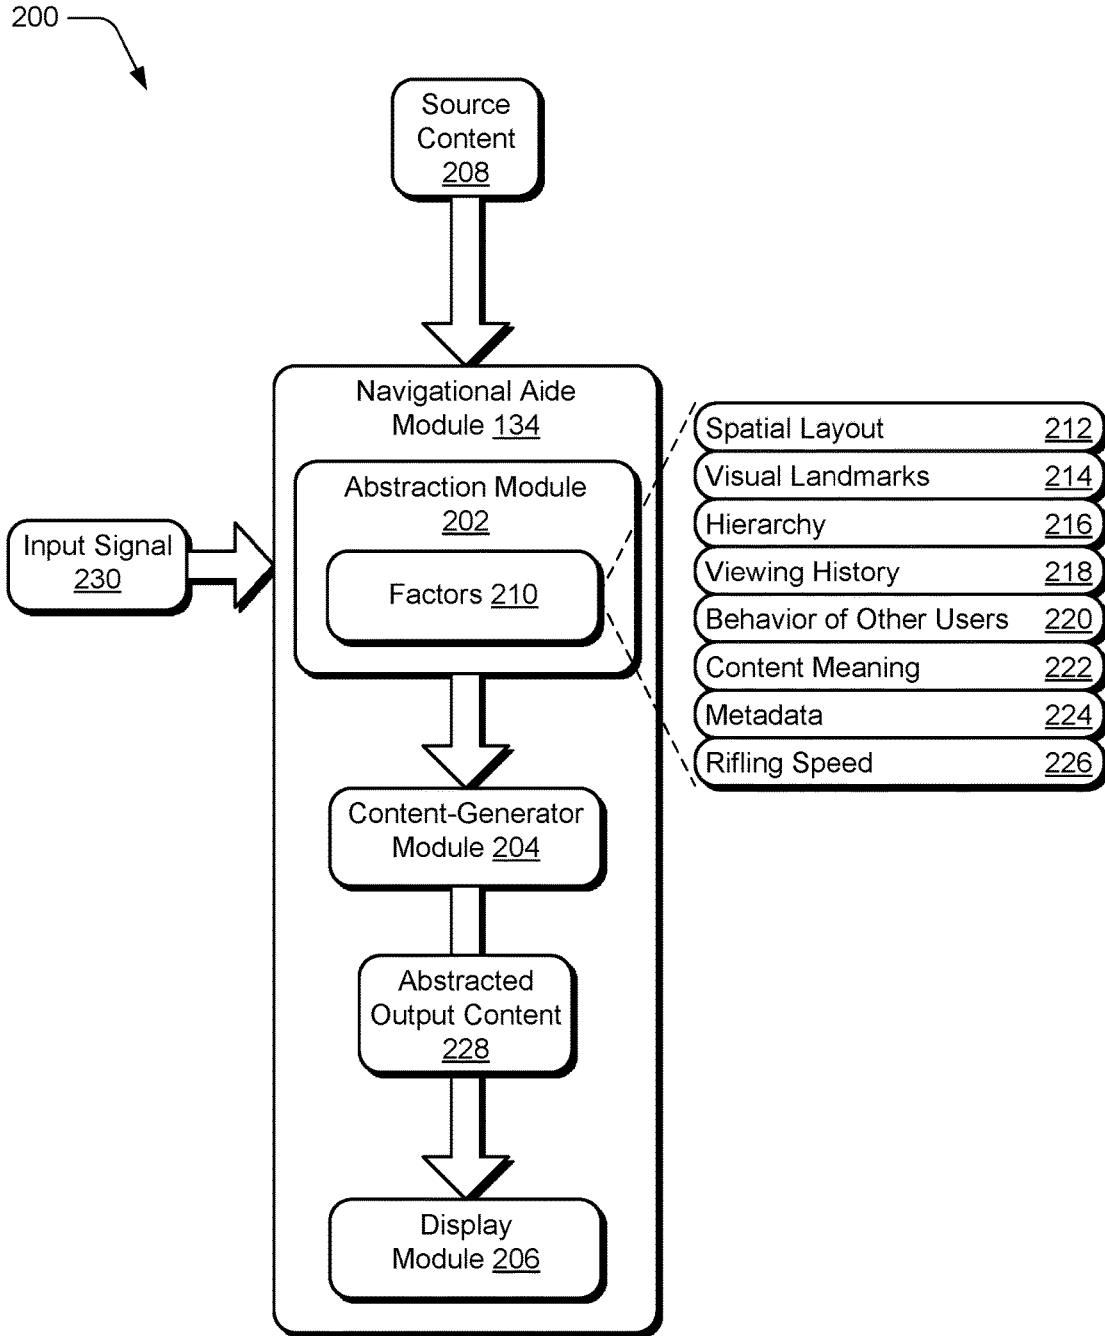 200
Source
Content
208
Navigational Aide
Module 134
Abstraction Module
202
Factors 210
Input Signal
230
Spatial Layout 212
Visual Landmarks 214
Hierarchy 216
Viewing History 218
Behavior of Other Users 220
Content Meaning 222
Metadata 224
Rifling Speed 226
Content-Generator
Module 204
Abstracted
Output Content
228
Display
Module 206